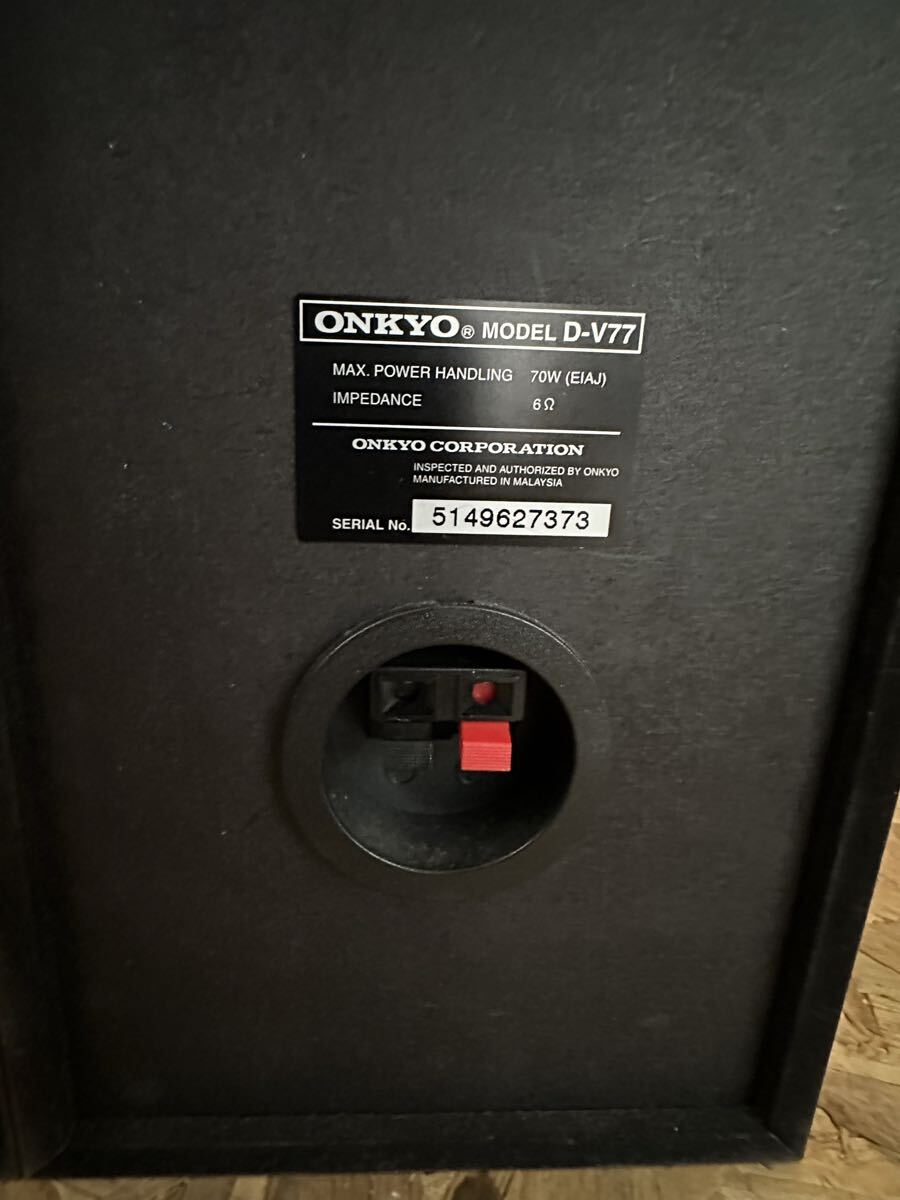 ONKYO® MODEL D-V77
MAX. POWER HANDLING 70W (EIAJ)
IMPEDANCE 6Ω
ONKYO CORPORATION
INSPECTED AND AUTHORIZED BY ONKYO
MANUFACTURED IN MALAYSIA
SERIAL No. 5149627373